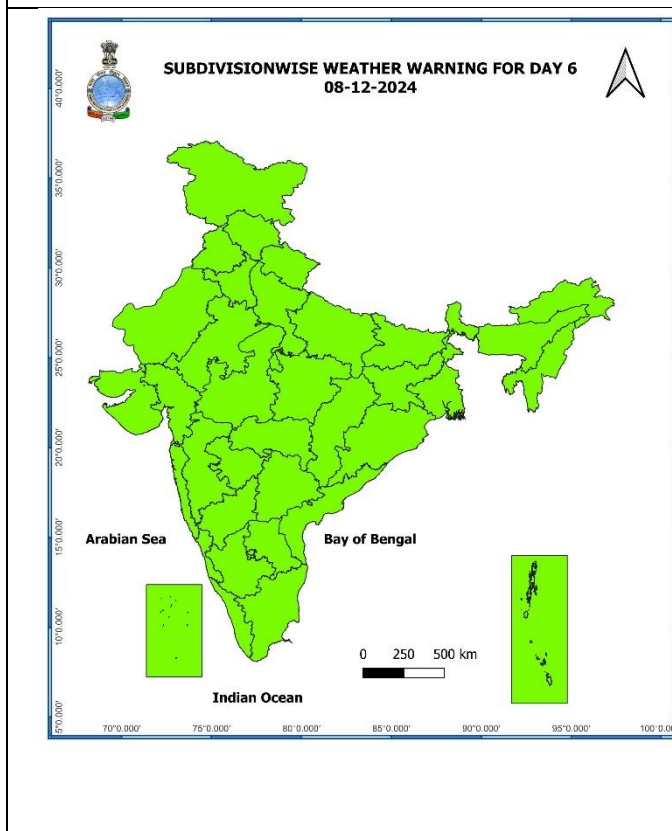 SUBDIVISIONWISE WEATHER WARNING FOR DAY 6
08-12-2024
40°0.000'
35°0.000'
30°0.000'
25°0.000'
20°0.000'
15°0.000'
10°0.000'
5°0.000'
Arabian Sea
Bay of Bengal
0 250 500 km
Indian Ocean
70°0.000' 75°0.000' 80°0.000' 85°0.000' 90°0.000' 95°0.000' 100°0.0